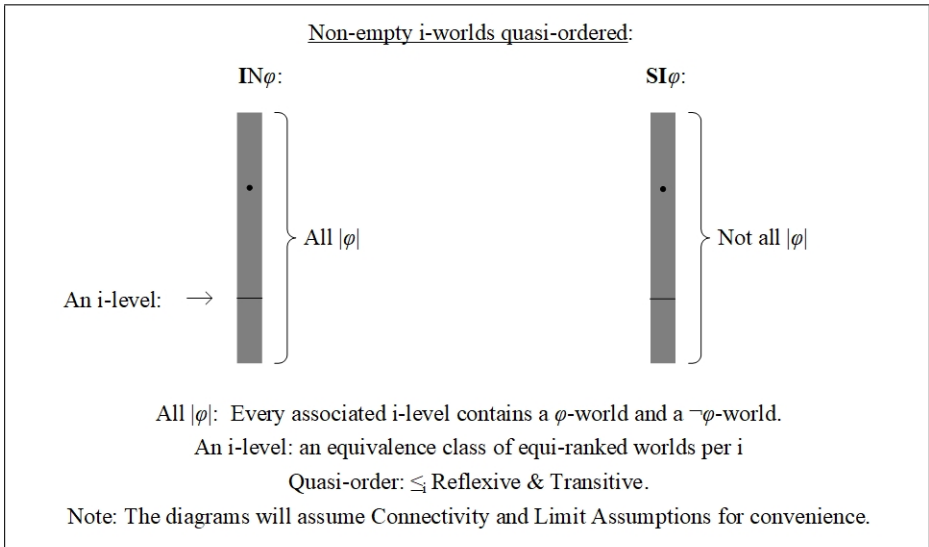 Non-empty i-worlds quasi-ordered:
INφ:
SIφ:
All |φ|
Not all |φ|
An i-level: →
All |φ|: Every associated i-level contains a φ-world and a ¬φ-world.
An i-level: an equivalence class of equi-ranked worlds per i
Quasi-order: ≤i Reflexive & Transitive.
Note: The diagrams will assume Connectivity and Limit Assumptions for convenience.